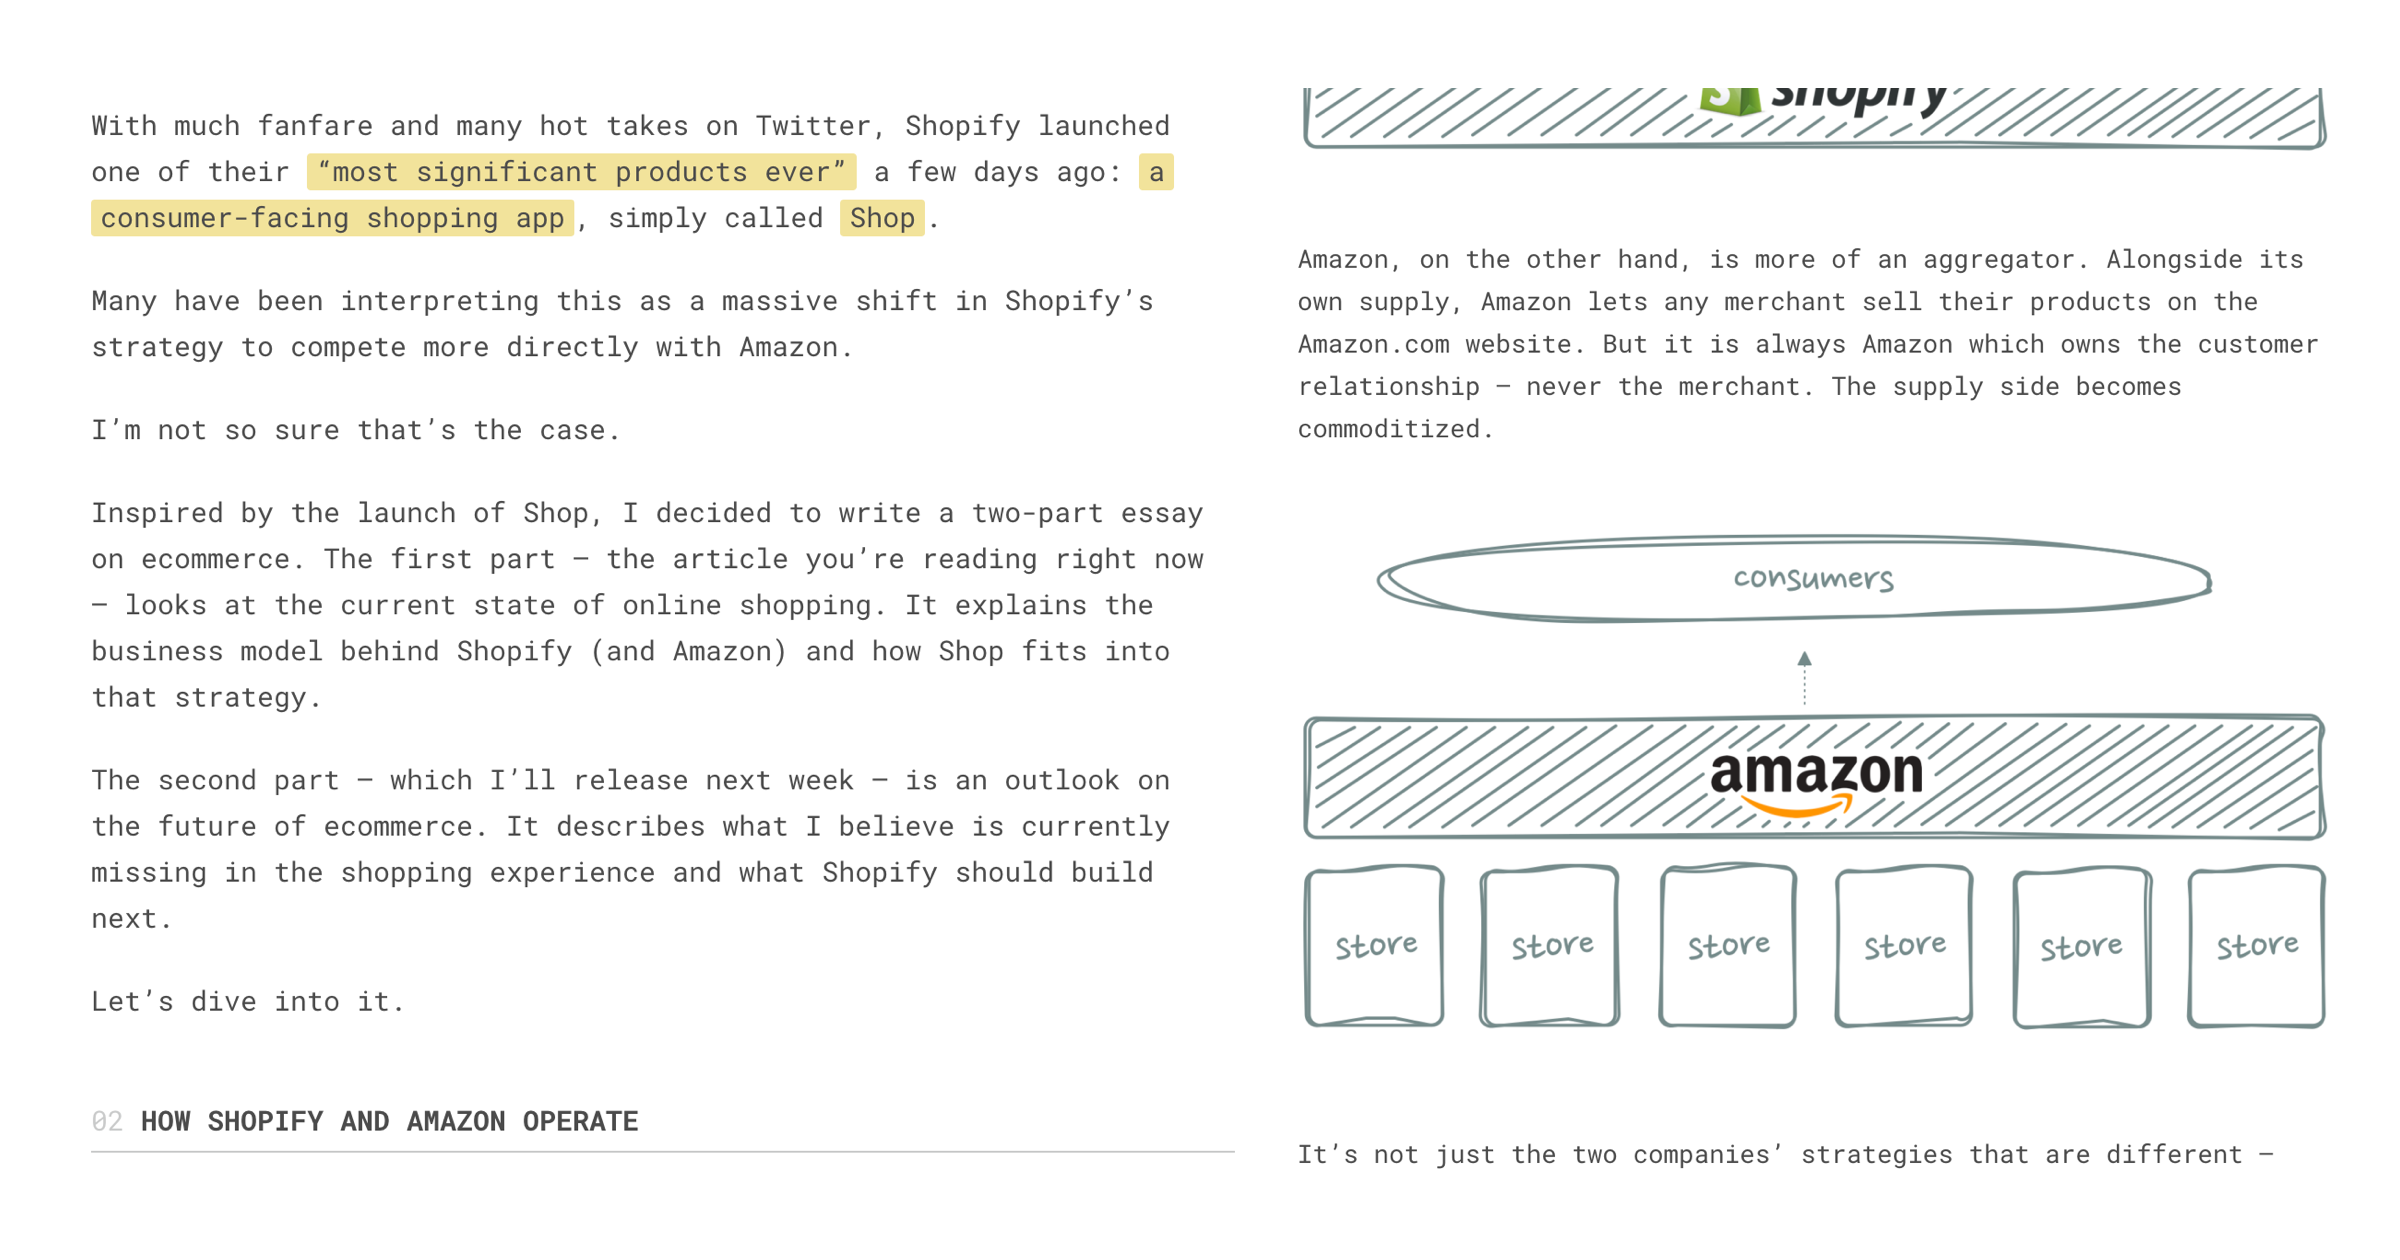 With much fanfare and many hot takes on Twitter, Shopify launched
one of their “most significant products ever” a few days ago: a
consumer-facing shopping app, simply called Shop.
Many have been interpreting this as a massive shift in Shopify’s
strategy to compete more directly with Amazon.
I’m not so sure that’s the case.
Inspired by the launch of Shop, I decided to write a two-part essay
on ecommerce. The first part — the article you’re reading right now
— looks at the current state of online shopping. It explains the
business model behind Shopify (and Amazon) and how Shop fits into
that strategy.
The second part — which I’ll release next week — is an outlook on
the future of ecommerce. It describes what I believe is currently
missing in the shopping experience and what Shopify should build
next.
Let’s dive into it.
02 HOW SHOPIFY AND AMAZON OPERATE
shopify
Amazon, on the other hand, is more of an aggregator. Alongside its
own supply, Amazon lets any merchant sell their products on the
Amazon.com website. But it is always Amazon which owns the customer
relationship — never the merchant. The supply side becomes
commoditized.
consumers
amazon
store store store store store store
It’s not just the two companies’ strategies that are different —